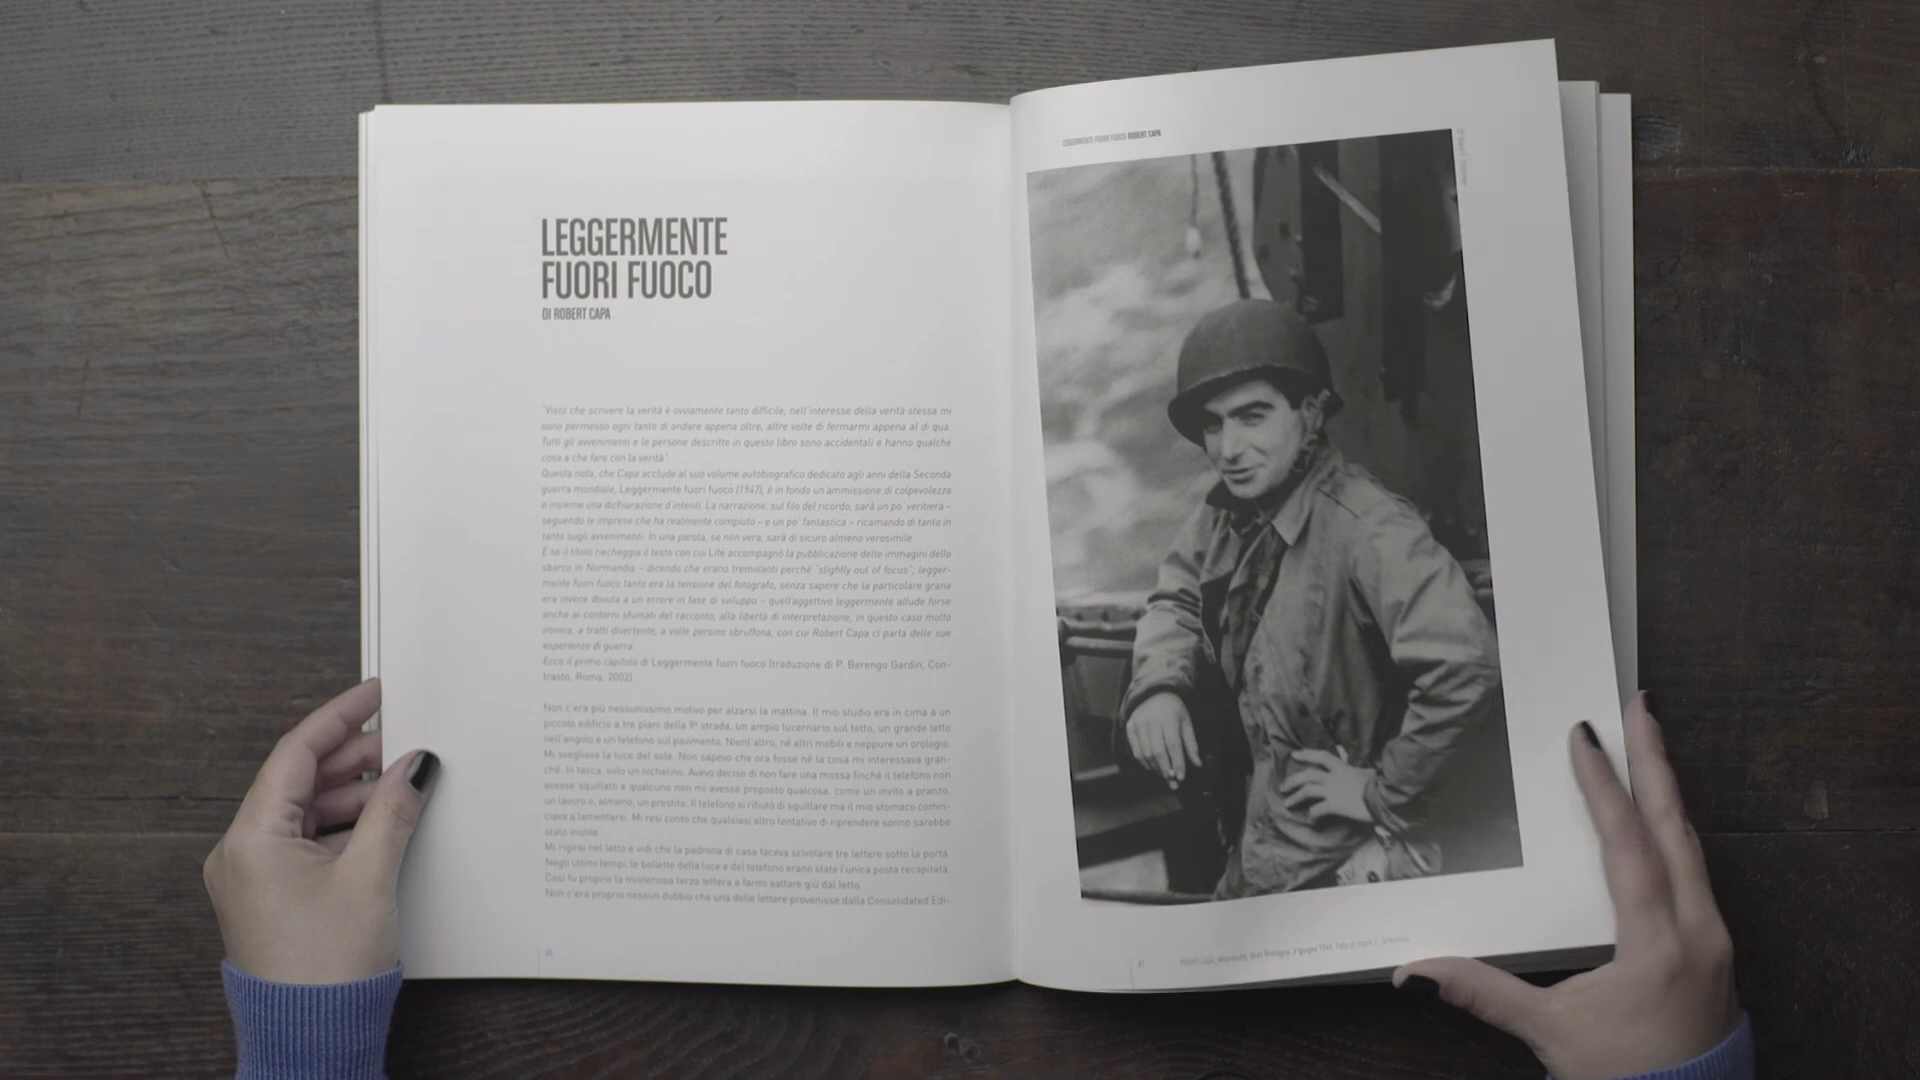 LEGGERMENTE
FUORI FUOCO
DI ROBERT CAPA
"Visto che scrivere la verità è ovviamente tanto difficile, nell'interesse della verità stessa mi
sono permesso ogni tanto di andare appena oltre, altre volte di fermarmi appena al di qua.
Tutti gli avvenimenti e le persone descritte in questo libro sono accidentali e hanno qualche
cosa a che fare con la verità".
Questa nota, che Capa acclude al suo volume autobiografico dedicato agli anni della Seconda
guerra mondiale, Leggermente fuori fuoco (1947), è in fondo un'ammissione di colpevolezza
e insieme una dichiarazione d'intenti. La narrazione, sul filo del ricordo, sarà un po' veritiera –
seguendo le imprese che ha realmente compiuto – e un po' fantastica – ricamando di tanto in
tanto sugli avvenimenti. In una parola, se non vera, sarà di sicuro almeno verosimile.
E se il titolo riecheggia il testo con cui Life accompagnò la pubblicazione delle immagini dello
sbarco in Normandia – dicendo che erano tremolanti perché "slightly out of focus", legger-
mente fuori fuoco tanto era la tensione del fotografo, senza sapere che la particolare grana
era invece dovuta a un errore in fase di sviluppo – quell'aggettivo leggermente allude forse
anche ai contorni sfumati del racconto, alla libertà di interpretazione, in questo caso molto
ironica, a tratti divertente, a volte persino sbruffona, con cui Robert Capa ci parla delle sue
esperienze di guerra.
Ecco il primo capitolo di Leggermente fuori fuoco (traduzione di P. Berengo Gardin, Con-
trasto, Roma, 2002).
Non c'era più nessunissimo motivo per alzarsi la mattina. Il mio studio era in cima a un
piccolo edificio a tre piani della 9ª strada, un ampio lucernario sul tetto, un grande letto
nell'angolo e un telefono sul pavimento. Nient'altro, né altri mobili e neppure un orologio.
Mi svegliava la luce del sole. Non sapevo che ora fosse né la cosa mi interessava gran-
ché. In tasca, solo un nichelino. Avevo deciso di non fare una mossa finché il telefono non
avesse squillato e qualcuno non mi avesse proposto qualcosa, come un invito a pranzo,
un lavoro o, almeno, un prestito. Il telefono si rifiutò di squillare ma il mio stomaco comin-
ciava a lamentarsi. Mi resi conto che qualsiasi altro tentativo di riprendere sonno sarebbe
stato inutile.
Mi rigirai nel letto e vidi che la padrona di casa faceva scivolare tre lettere sotto la porta.
Negli ultimi tempi, le bollette della luce e del telefono erano state l'unica posta recapitata.
Così fu proprio la misteriosa terza lettera a farmi saltare giù dal letto.
Non c'era proprio nessun dubbio che una delle lettere provenisse dalla Consolidated Edi-
LEGGERMENTE FUORI FUOCO ROBERT CAPA
Robert Capa, Weymouth, Gran Bretagna, giugno 1944. Foto di David E. Scherman